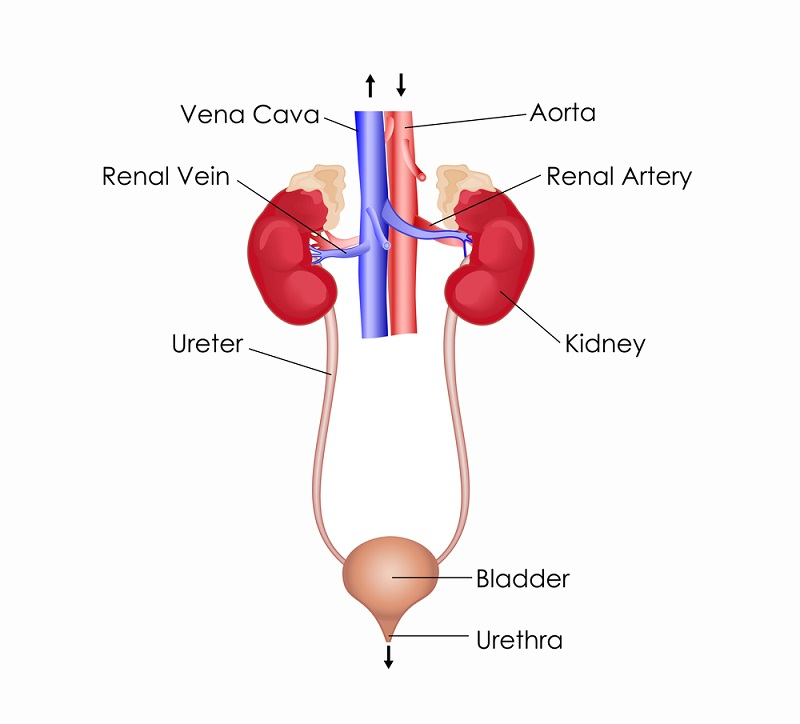 Vena Cava
Aorta
Renal Vein
Renal Artery
Ureter
Kidney
Bladder
Urethra